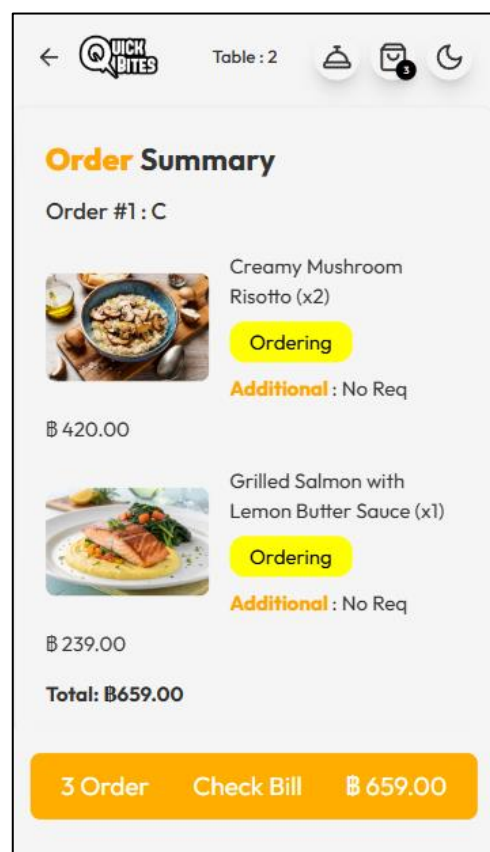 QUICK
BITES
Table : 2
3
Order Summary
Order #1 : C
Creamy Mushroom
Risotto (x2)
Ordering
Additional : No Req
฿ 420.00
Grilled Salmon with
Lemon Butter Sauce (x1)
Ordering
Additional : No Req
฿ 239.00
Total: ฿659.00
3 Order Check Bill ฿ 659.00